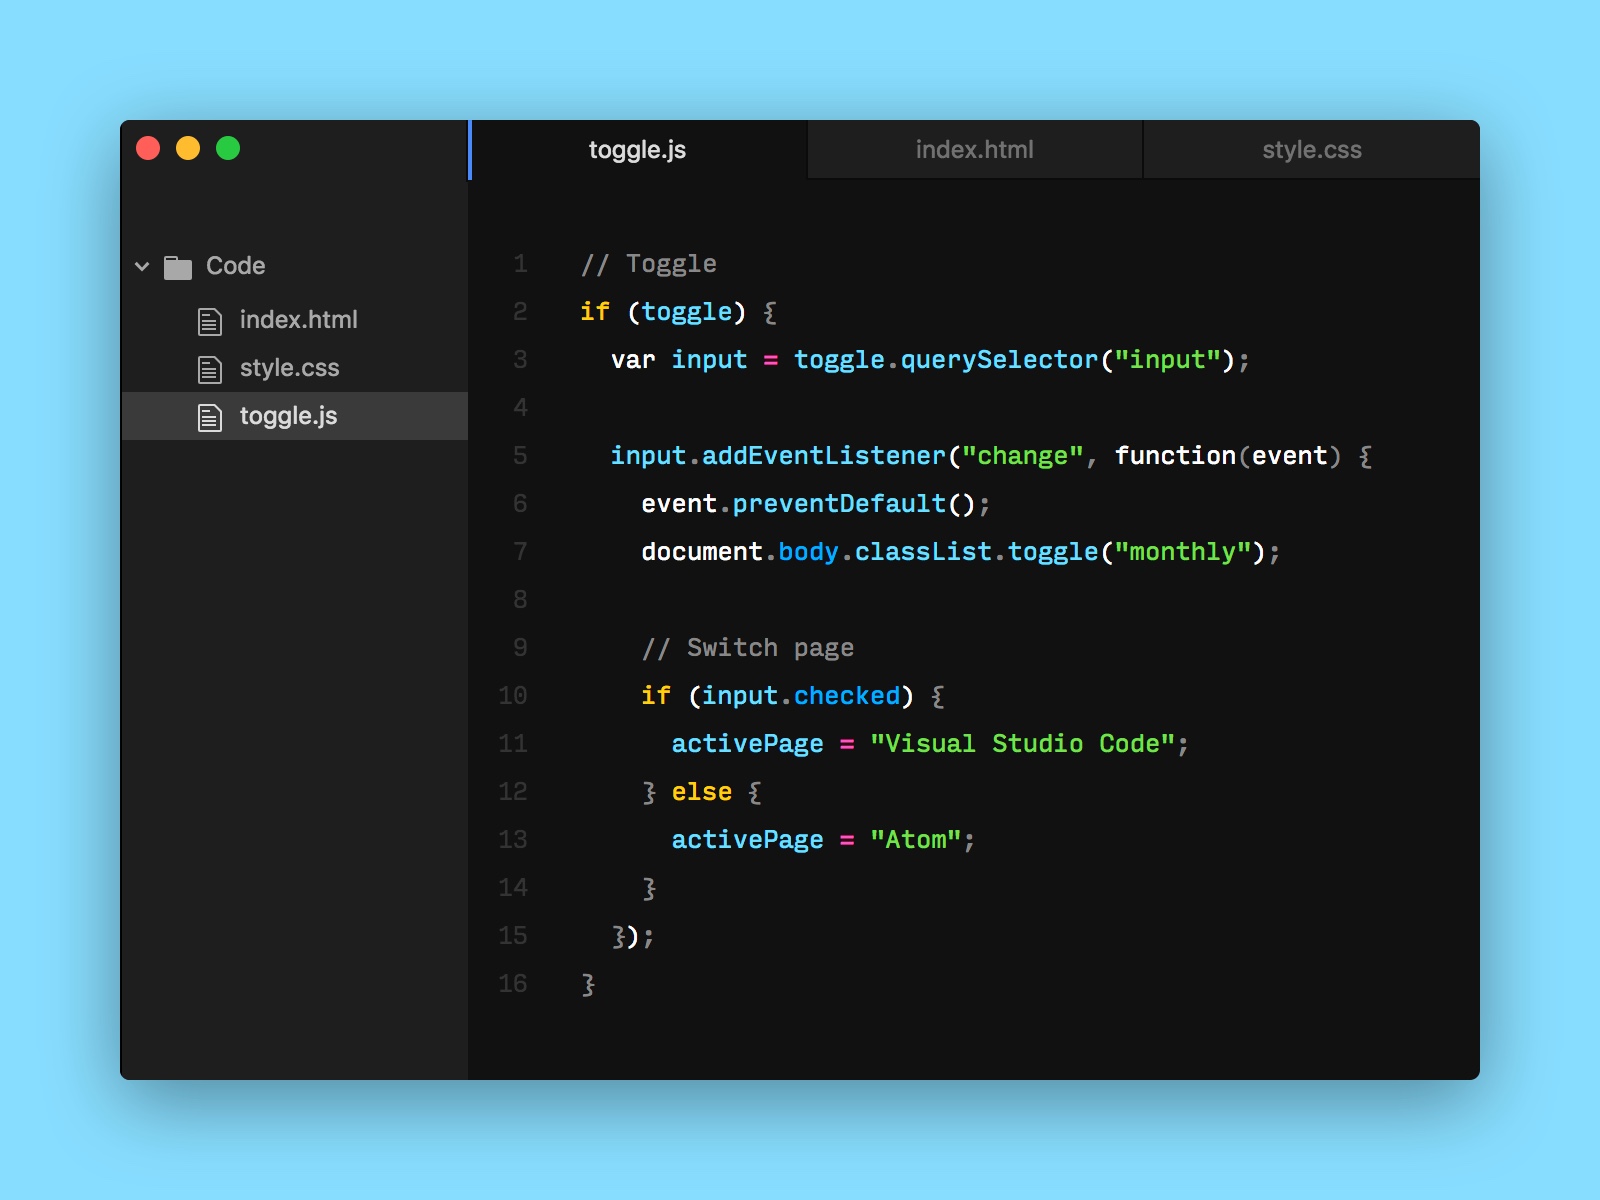 toggle.js index.html style.css
Code
index.html
style.css
toggle.js
1 // Toggle
2 if (toggle) {
3   var input = toggle.querySelector("input");
4
5   input.addEventListener("change", function(event) {
6     event.preventDefault();
7     document.body.classList.toggle("monthly");
8
9     // Switch page
10     if (input.checked) {
11       activePage = "Visual Studio Code";
12     } else {
13       activePage = "Atom";
14     }
15   });
16 }